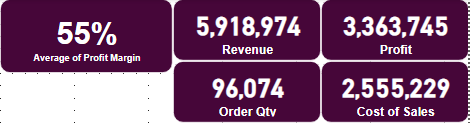 55%
Average of Profit Margin
5,918,974
Revenue
3,363,745
Profit
96,074
Order Qty
2,555,229
Cost of Sales